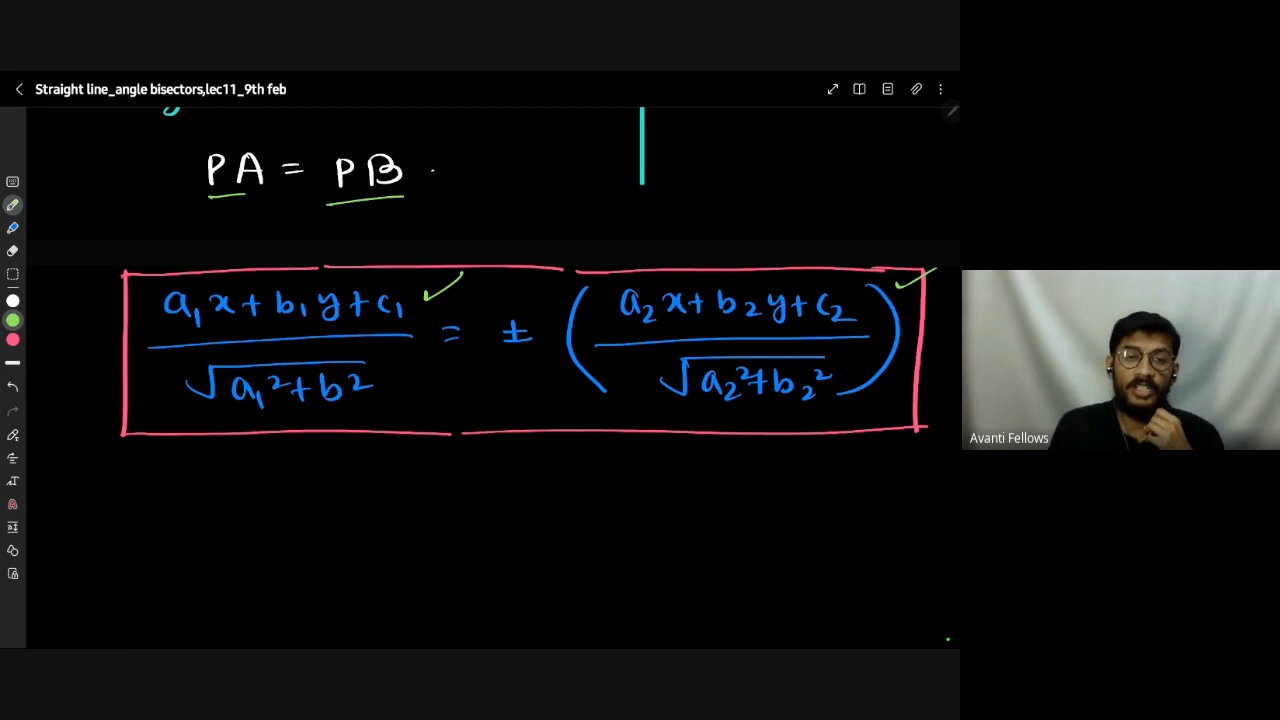 Straight line_angle bisectors,lec11_9th feb
PA = PB
a₁x + b₁y + c₁ / √a₁² + b² = ± ( a₂x + b₂y + c₂ / √a₂² + b₂² )
Avanti Fellows